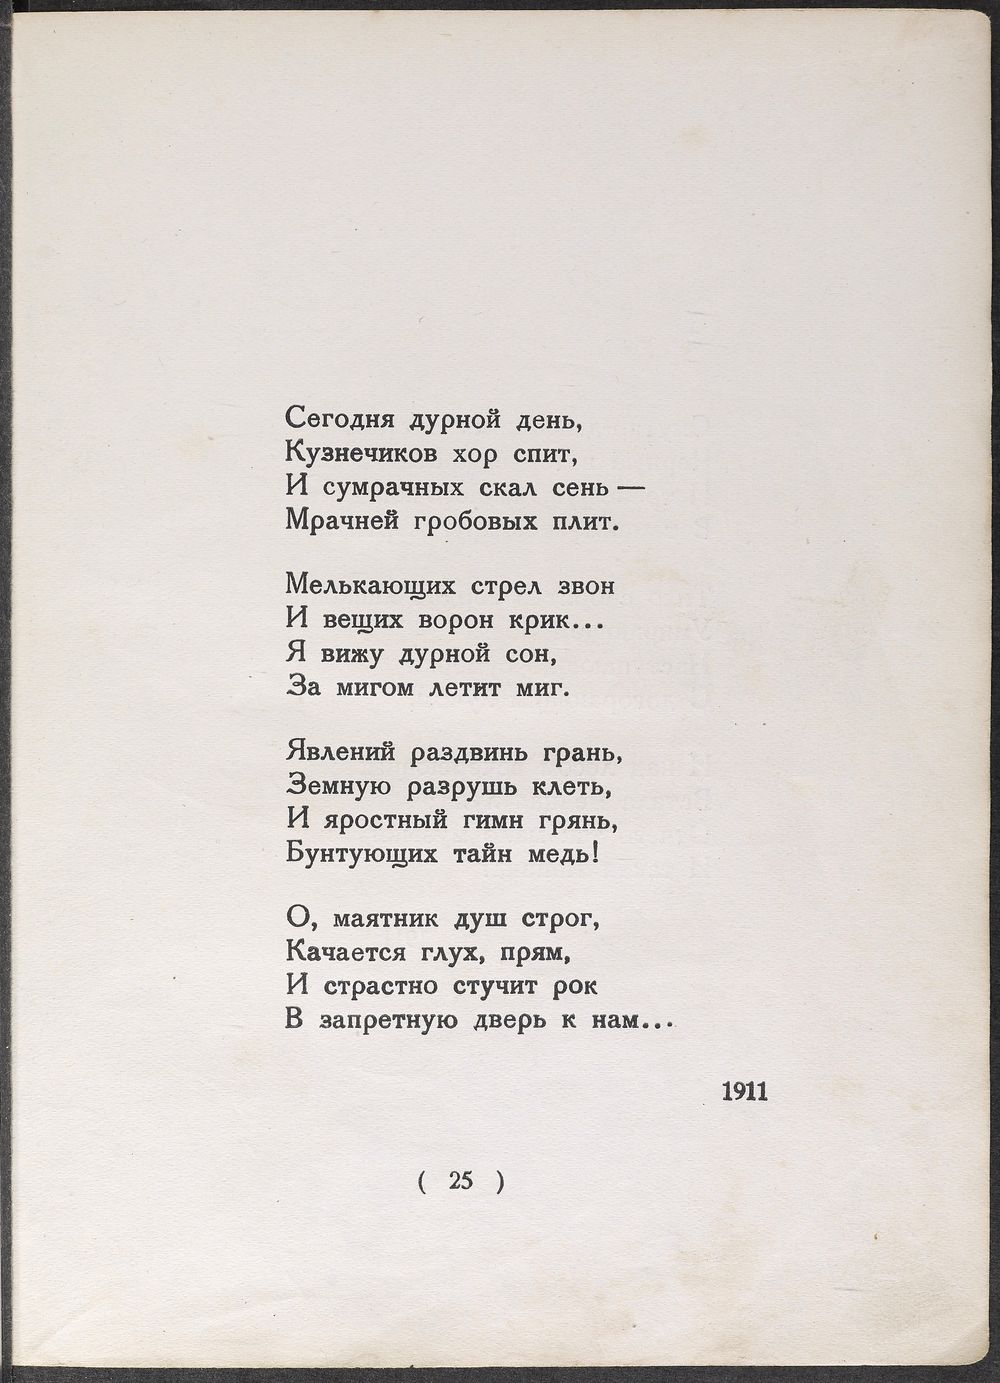 Сегодня дурной день,
Кузнечиков хор спит,
И сумрачных скал сень —
Мрачней гробовых плит.
Мелькающих стрел звон
И вещих ворон крик...
Я вижу дурной сон,
За мигом летит миг.
Явлений раздвинь грань,
Земную разрушь клеть,
И яростный гимн грянь,
Бунтующих тайн медь!
О, маятник душ строг,
Качается глух, прям,
И страстно стучит рок
В запретную дверь к нам...
1911
( 25 )